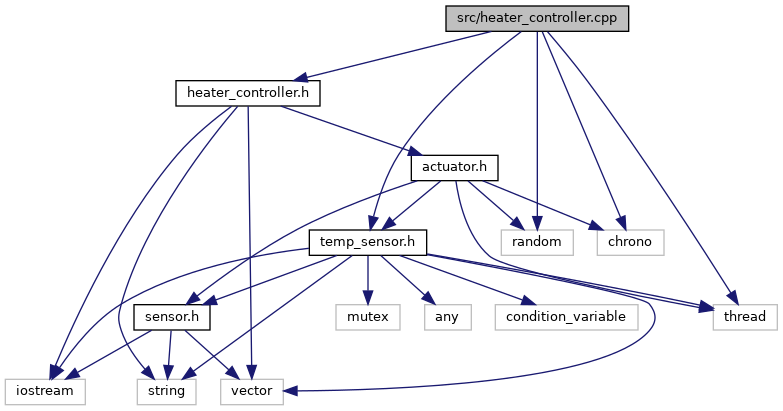 src/heater_controller.cpp
heater_controller.h
actuator.h
temp_sensor.h
random
chrono
sensor.h
mutex
any
condition_variable
thread
iostream
string
vector